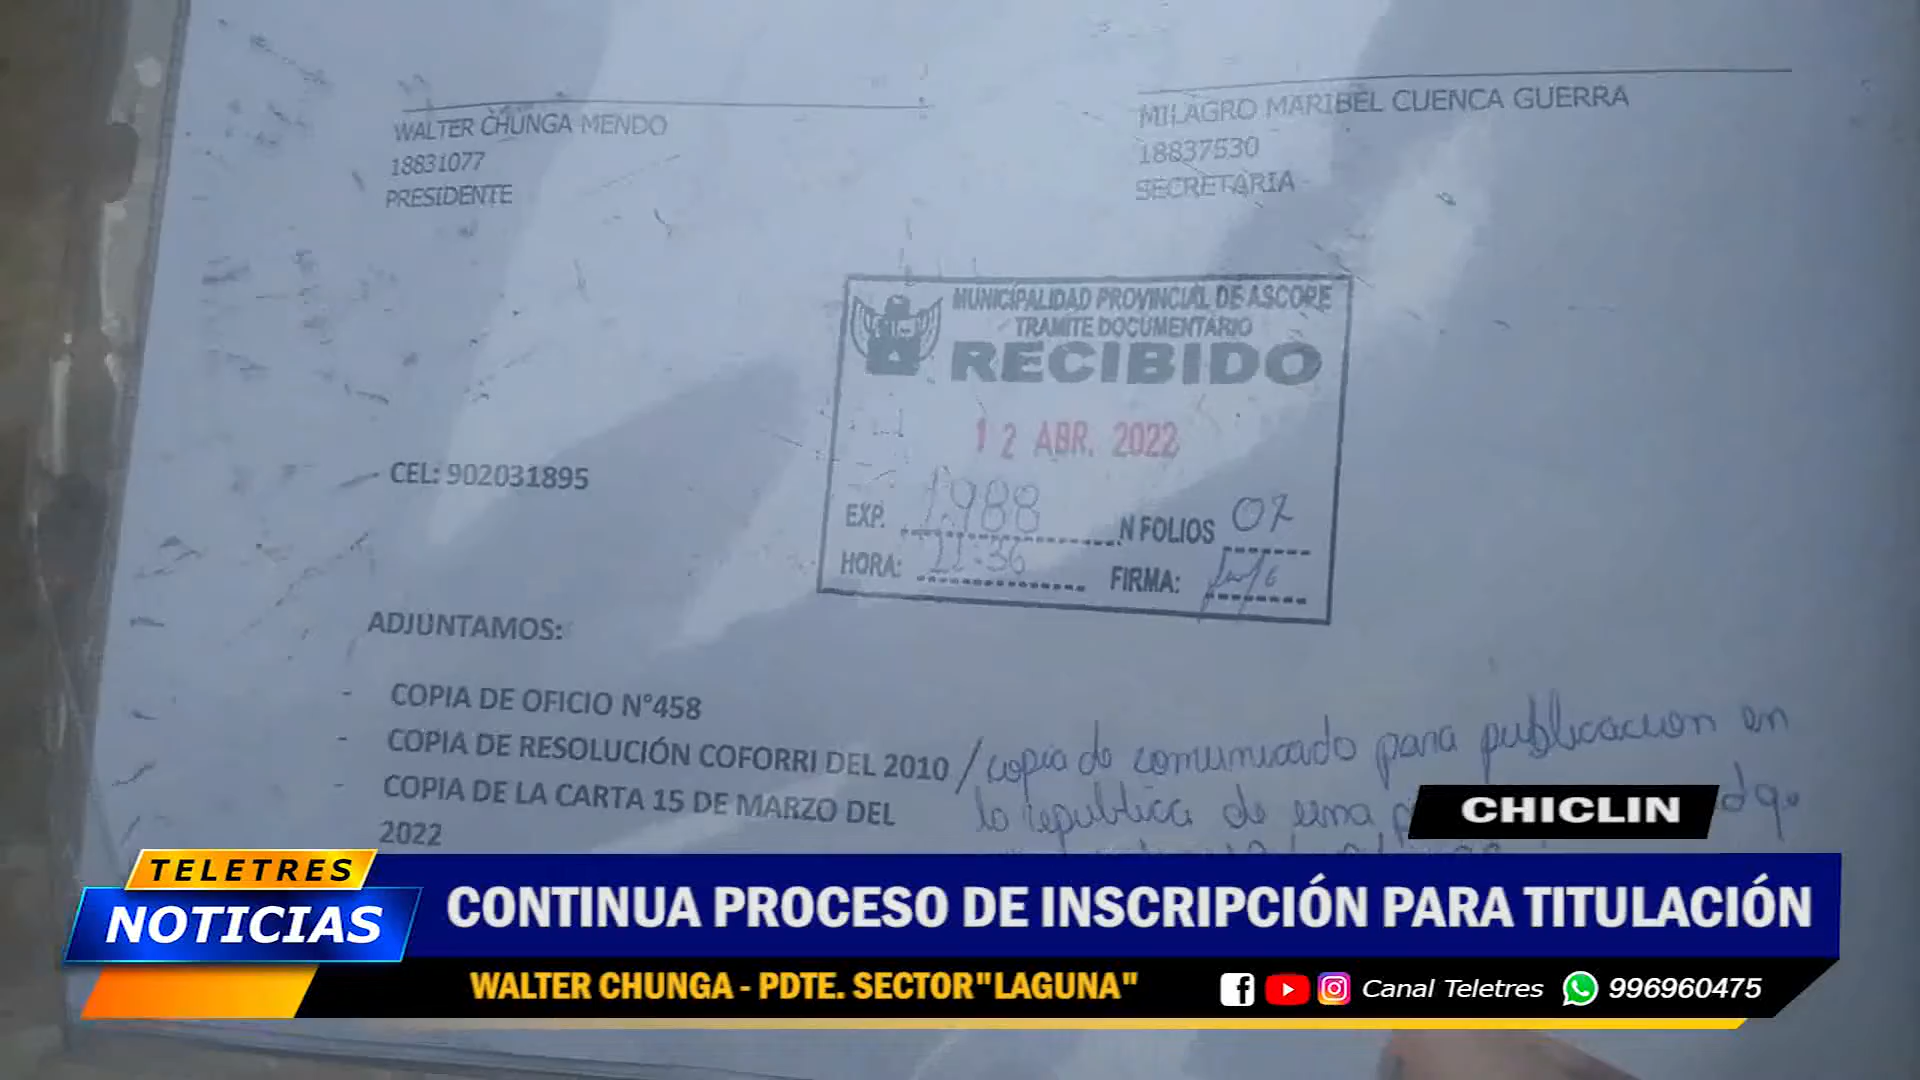 WALTER CHUNGA MENDO
18831077
PRESIDENTE
MILAGRO MARIBEL CUENCA GUERRA
18837530
SECRETARIA
MUNICIPALIDAD PROVINCIAL DE ASCOPE
TRAMITE DOCUMENTARIO
RECIBIDO
12 ABR. 2022
EXP. 1988 N FOLIOS 07
HORA: 11:36 FIRMA:
CEL: 902031895
ADJUNTAMOS:
- COPIA DE OFICIO N°458
- COPIA DE RESOLUCIÓN COFORRI DEL 2010 / copia de comunicado para publicacion en
- COPIA DE LA CARTA 15 DE MARZO DEL
2022
la republica de
CHICLIN
TELETRES
NOTICIAS
CONTINUA PROCESO DE INSCRIPCIÓN PARA TITULACIÓN
WALTER CHUNGA - PDTE. SECTOR "LAGUNA"
Canal Teletres 996960475